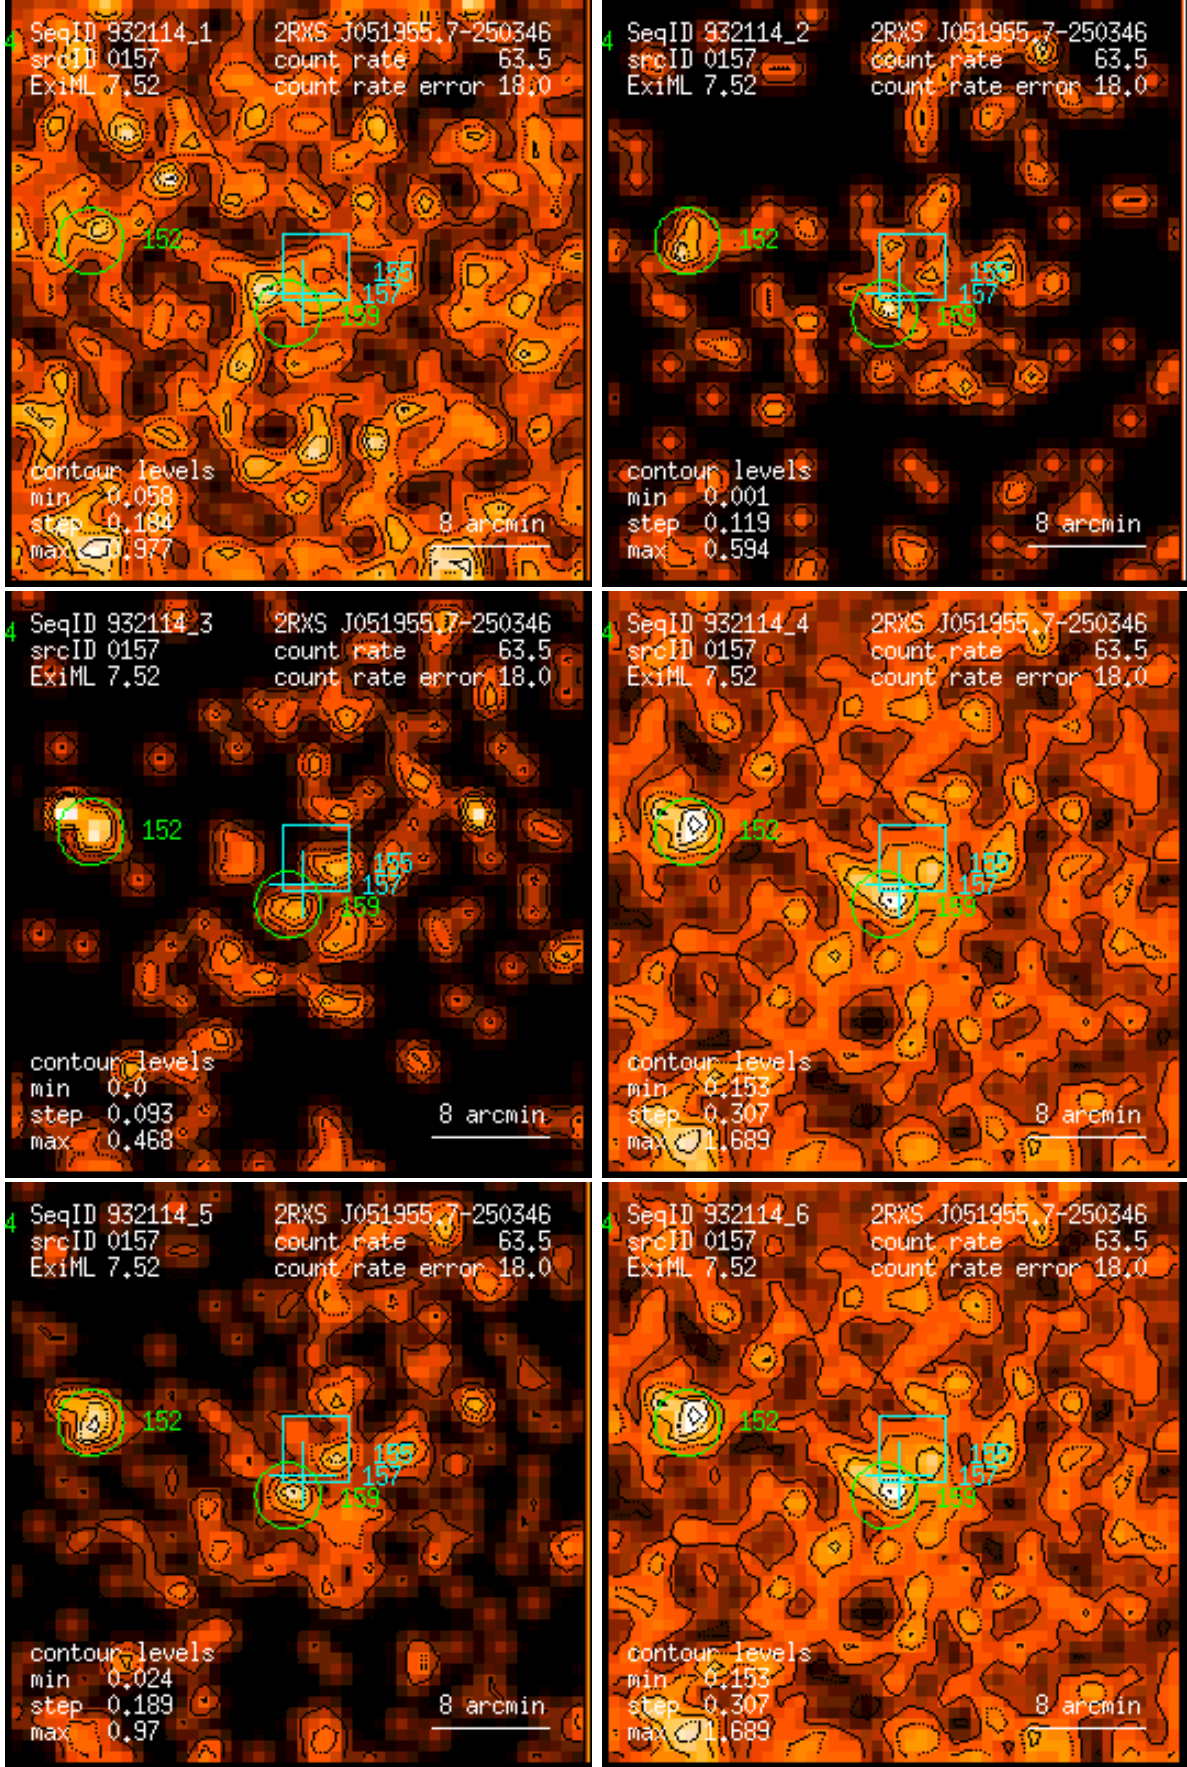 4 SeqID 932114_1 2RXS J051955.7-250346
srcID 0157 count rate 63.5
ExiML 7.52 count rate error 18.0
152
155
157
159
contour levels
min 0.058
step 0.184
max 0.977
8 arcmin
4 SeqID 932114_2 2RXS J051955.7-250346
srcID 0157 count rate 63.5
ExiML 7.52 count rate error 18.0
152
155
157
159
contour levels
min 0.001
step 0.119
max 0.594
8 arcmin
4 SeqID 932114_3 2RXS J051955.7-250346
srcID 0157 count rate 63.5
ExiML 7.52 count rate error 18.0
152
155
157
159
contour levels
min 0.0
step 0.093
max 0.468
8 arcmin
4 SeqID 932114_4 2RXS J051955.7-250346
srcID 0157 count rate 63.5
ExiML 7.52 count rate error 18.0
152
155
157
159
contour levels
min 0.153
step 0.307
max 1.689
8 arcmin
4 SeqID 932114_5 2RXS J051955.7-250346
srcID 0157 count rate 63.5
ExiML 7.52 count rate error 18.0
152
155
157
159
contour levels
min 0.024
step 0.189
max 0.97
8 arcmin
4 SeqID 932114_6 2RXS J051955.7-250346
srcID 0157 count rate 63.5
ExiML 7.52 count rate error 18.0
152
155
157
159
contour levels
min 0.153
step 0.307
max 1.689
8 arcmin